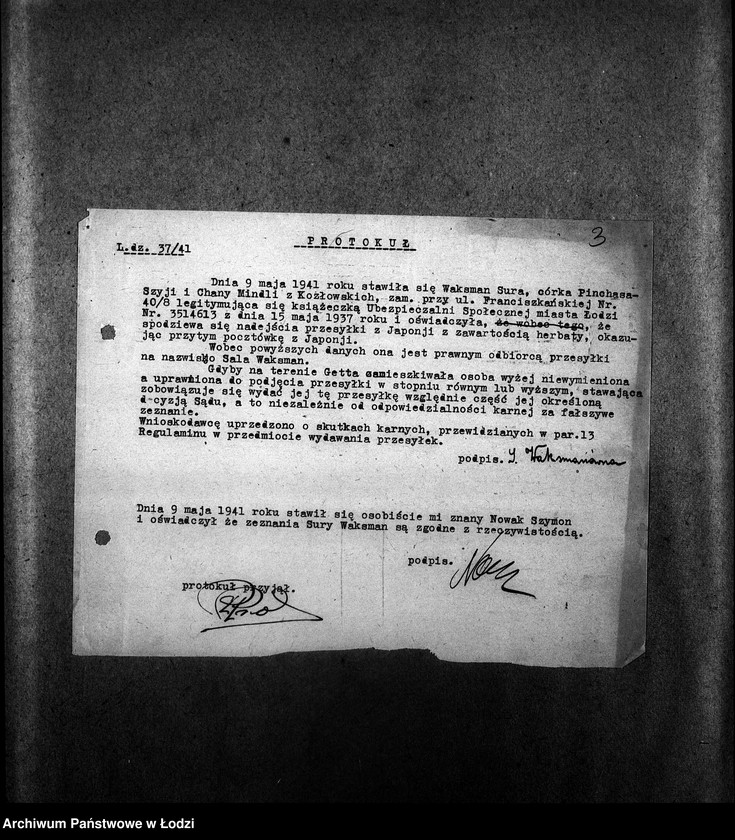 3
L.dz. 37/41
PROTOKUŁ
Dnia 9 maja 1941 roku stawiła się Waksman Sura, córka Pinchasa-
Szyji i Chany Mindli z Kozłowskich, zam. przy ul. Franciszkańskiej Nr.
40/8 legitymująca się książeczką Ubezpieczalni Społecznej miasta Łodzi
Nr. 3514613 z dnia 15 maja 1937 roku i oświadczyła, że wobec tego, że
spodziewa się nadejścia przesyłki z Japonji z zawartością herbaty, okazu-
jąc przytym pocztówkę z Japonji.
Wobec powyższych danych ona jest prawnym odbiorcą przesyłki
na nazwisko Sala Waksman.
Gdyby na terenie Getta zamieszkiwała osoba wyżej niewymieniona
a uprawniona do podjęcia przesyłki w stopniu równym lub wyższym, stawająca
zobowiązuje się wydać jej tę przesyłkę względnie część jej określoną
decyzją Sądu, a to niezależnie od odpowiedzialności karnej za fałszywe
zeznanie.
Wnioskodawcę uprzedzono o skutkach karnych, przewidzianych w par.13
Regulaminu w przedmiocie wydawania przesyłek.
podpis. S. Waksmanówna
Dnia 9 maja 1941 roku stawił się osobiście mi znany Nowak Szymon
i oświadczył że zeznania Sury Waksman są zgodne z rzeczywistością.
podpis.
protokuł przyjął.
Archiwum Państwowe w Łodzi